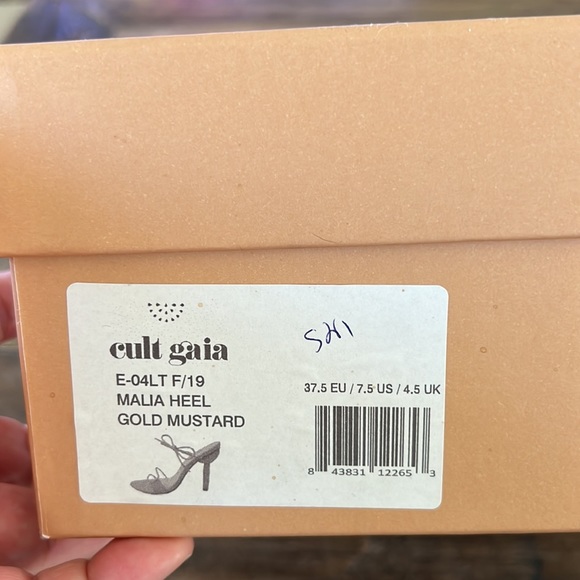 cult gaia
E-04LT F/19
MALIA HEEL
GOLD MUSTARD
37.5 EU / 7.5 US / 4.5 UK
8 43831 12265 3